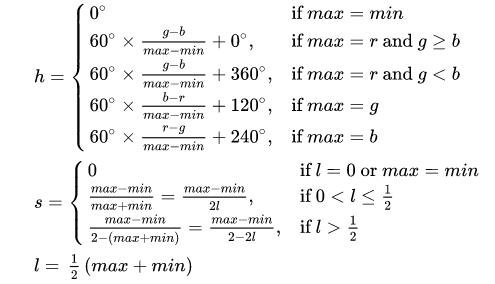 h = { 0° if max = min
60° × (g−b)/(max−min) + 0°, if max = r and g ≥ b
60° × (g−b)/(max−min) + 360°, if max = r and g < b
60° × (b−r)/(max−min) + 120°, if max = g
60° × (r−g)/(max−min) + 240°, if max = b
s = { 0 if l = 0 or max = min
(max−min)/(max+min) = (max−min)/(2l), if 0 < l ≤ 1/2
(max−min)/(2−(max+min)) = (max−min)/(2−2l), if l > 1/2
l = 1/2 (max + min)